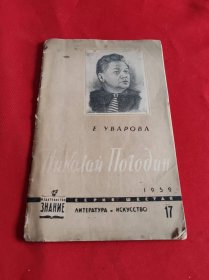 Е. УВАРОВА
Николай Погодин
1959
ИЗДАТЕЛЬСТВО
ЗНАНИЕ
СЕРИЯ ШЕСТАЯ
ЛИТЕРАТУРА и ИСКУССТВО
17